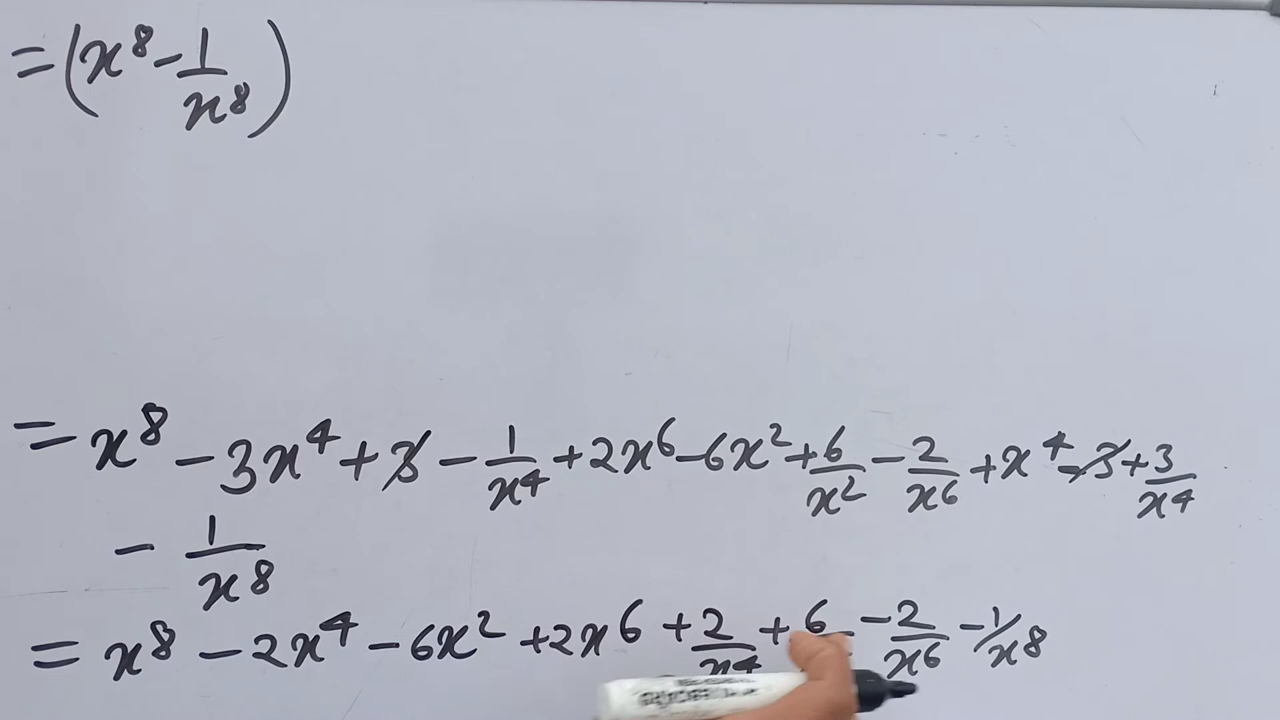 = (x⁸ - 1/x⁸)
= x⁸ - 3x⁴ + 3 - 1/x⁴ + 2x⁶ - 6x² + 6/x² - 2/x⁶ + x⁴ - 3 + 3/x⁴
- 1/x⁸
= x⁸ - 2x⁴ - 6x² + 2x⁶ + 2/x⁴ + 6 - 2/x⁶ - 1/x⁸